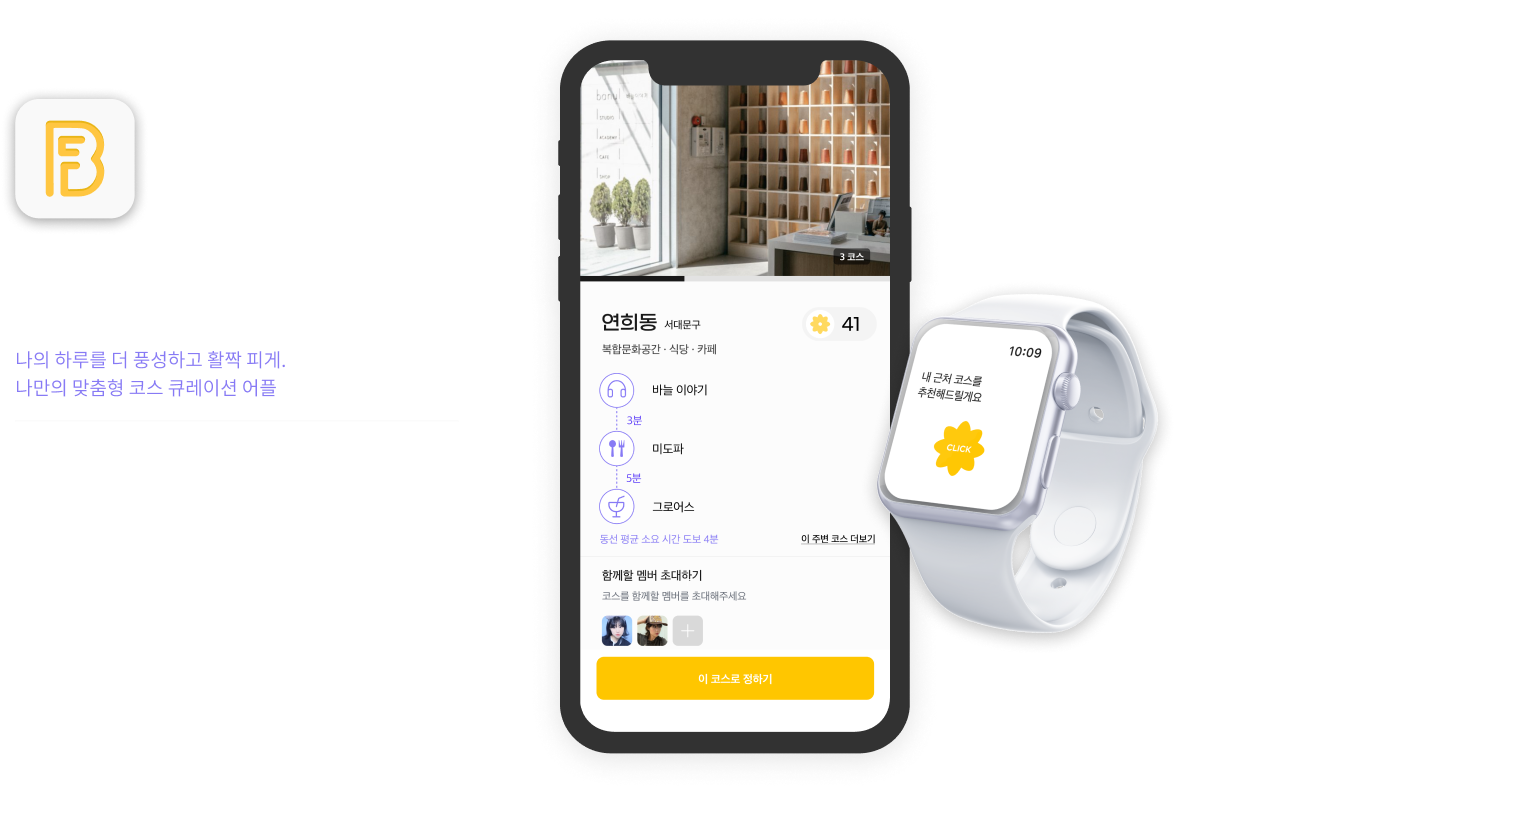 나의 하루를 더 풍성하고 활짝 피게.
나만의 맞춤형 코스 큐레이션 어플
STUDIO
ACADEMY
CAFE
3 코스
연희동 서대문구
41
복합문화공간 · 식당 · 카페
바늘 이야기
3분
미도파
5분
그로어스
동선 평균 소요 시간 도보 4분
이 주변 코스 더보기
함께할 멤버 초대하기
코스를 함께할 멤버를 초대해주세요
이 코스로 정하기
10:09
내 근처 코스를
추천해드릴게요
CLICK